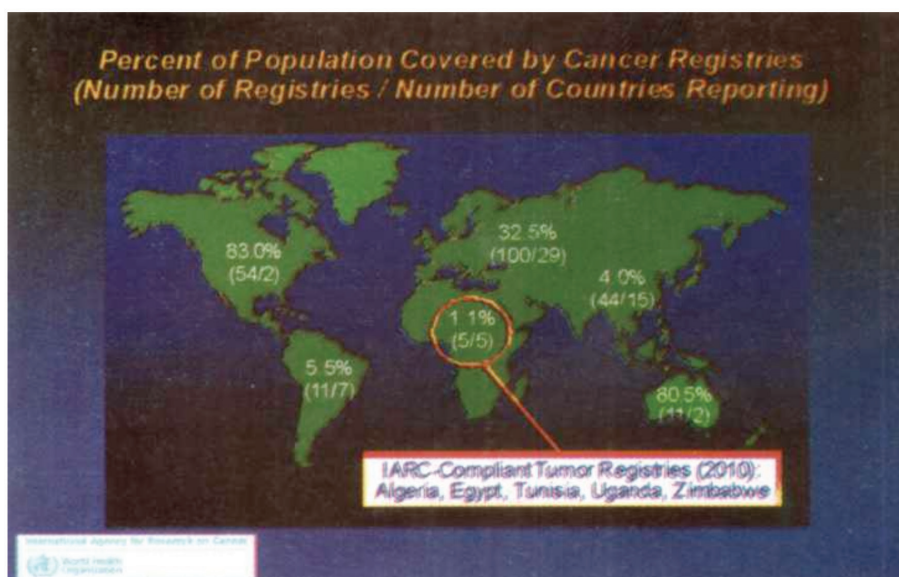 Percent of Population Covered by Cancer Registries
(Number of Registries / Number of Countries Reporting)
83.0%
(54/2)
32.5%
(100/29)
4.0%
(44/15)
1.1%
(5/5)
5.5%
(11/7)
80.5%
(11/2)
IARC-Compliant Tumor Registries (2010):
Algeria, Egypt, Tunisia, Uganda, Zimbabwe
International Agency for Research on Cancer
World Health
Organization